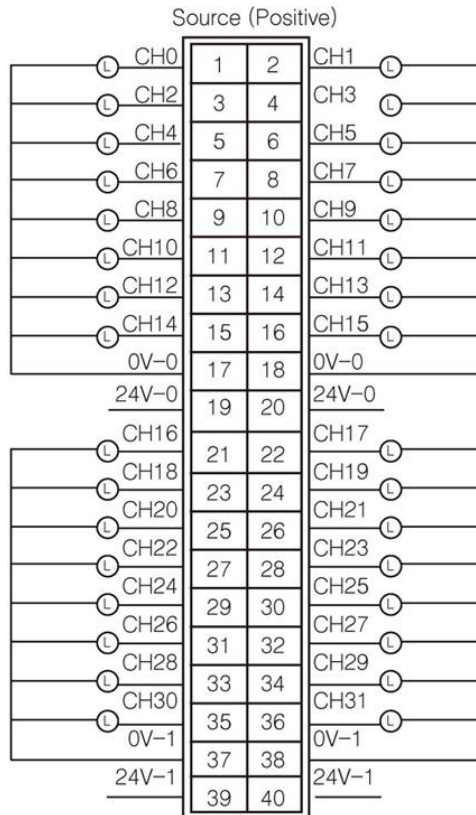 Source (Positive)
L CH0 1 2 CH1 L
L CH2 3 4 CH3 L
L CH4 5 6 CH5 L
L CH6 7 8 CH7 L
L CH8 9 10 CH9 L
L CH10 11 12 CH11 L
L CH12 13 14 CH13 L
L CH14 15 16 CH15 L
0V-0 17 18 0V-0
24V-0 19 20 24V-0
L CH16 21 22 CH17 L
L CH18 23 24 CH19 L
L CH20 25 26 CH21 L
L CH22 27 28 CH23 L
L CH24 29 30 CH25 L
L CH26 31 32 CH27 L
L CH28 33 34 CH29 L
L CH30 35 36 CH31 L
0V-1 37 38 0V-1
24V-1 39 40 24V-1